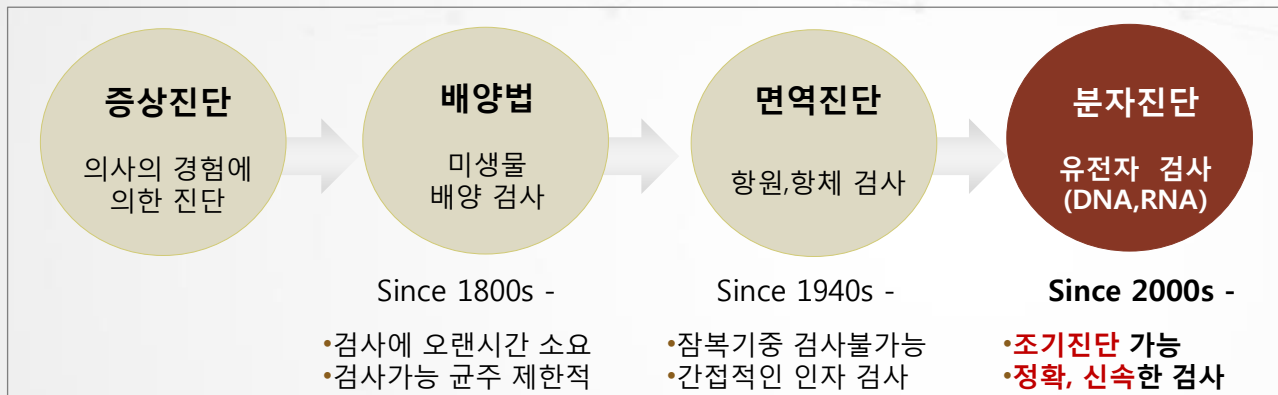 증상진단
의사의 경험에
의한 진단
배양법
미생물
배양 검사
Since 1800s -
•검사에 오랜시간 소요
•검사가능 균주 제한적
면역진단
항원,항체 검사
Since 1940s -
•잠복기중 검사불가능
•간접적인 인자 검사
분자진단
유전자 검사
(DNA,RNA)
Since 2000s -
•조기진단 가능
•정확, 신속한 검사